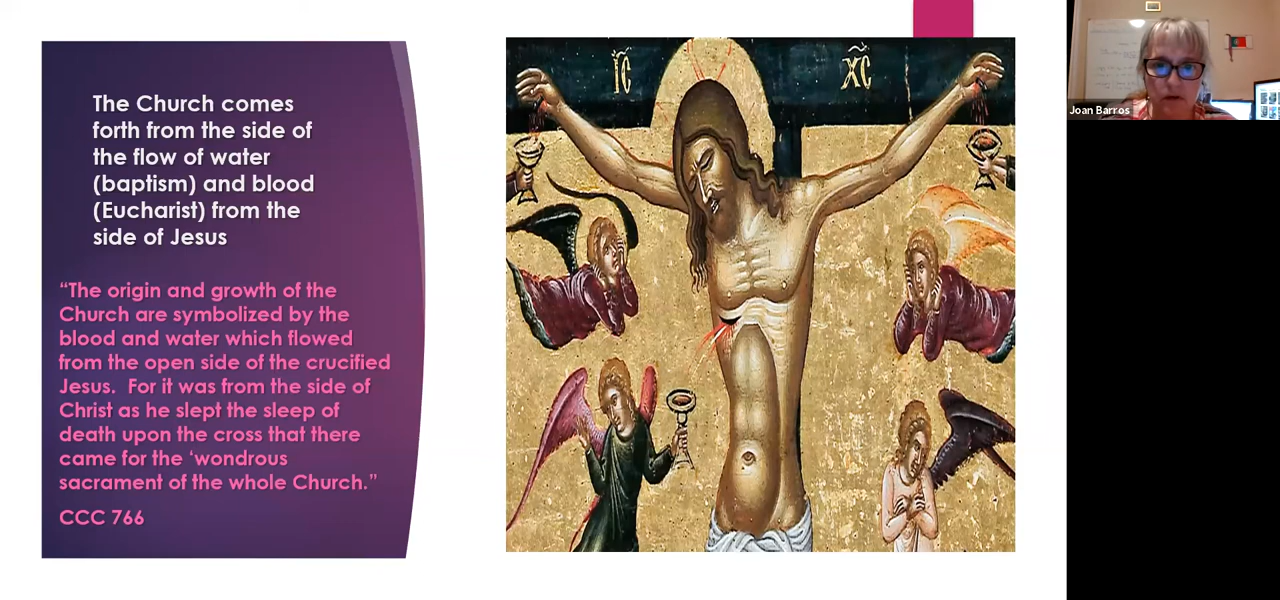 The Church comes
forth from the side of
the flow of water
(baptism) and blood
(Eucharist) from the
side of Jesus
“The origin and growth of the
Church are symbolized by the
blood and water which flowed
from the open side of the crucified
Jesus.  For it was from the side of
Christ as he slept the sleep of
death upon the cross that there
came for the ‘wondrous
sacrament of the whole Church.”
CCC 766
IC XC
Joan Barros